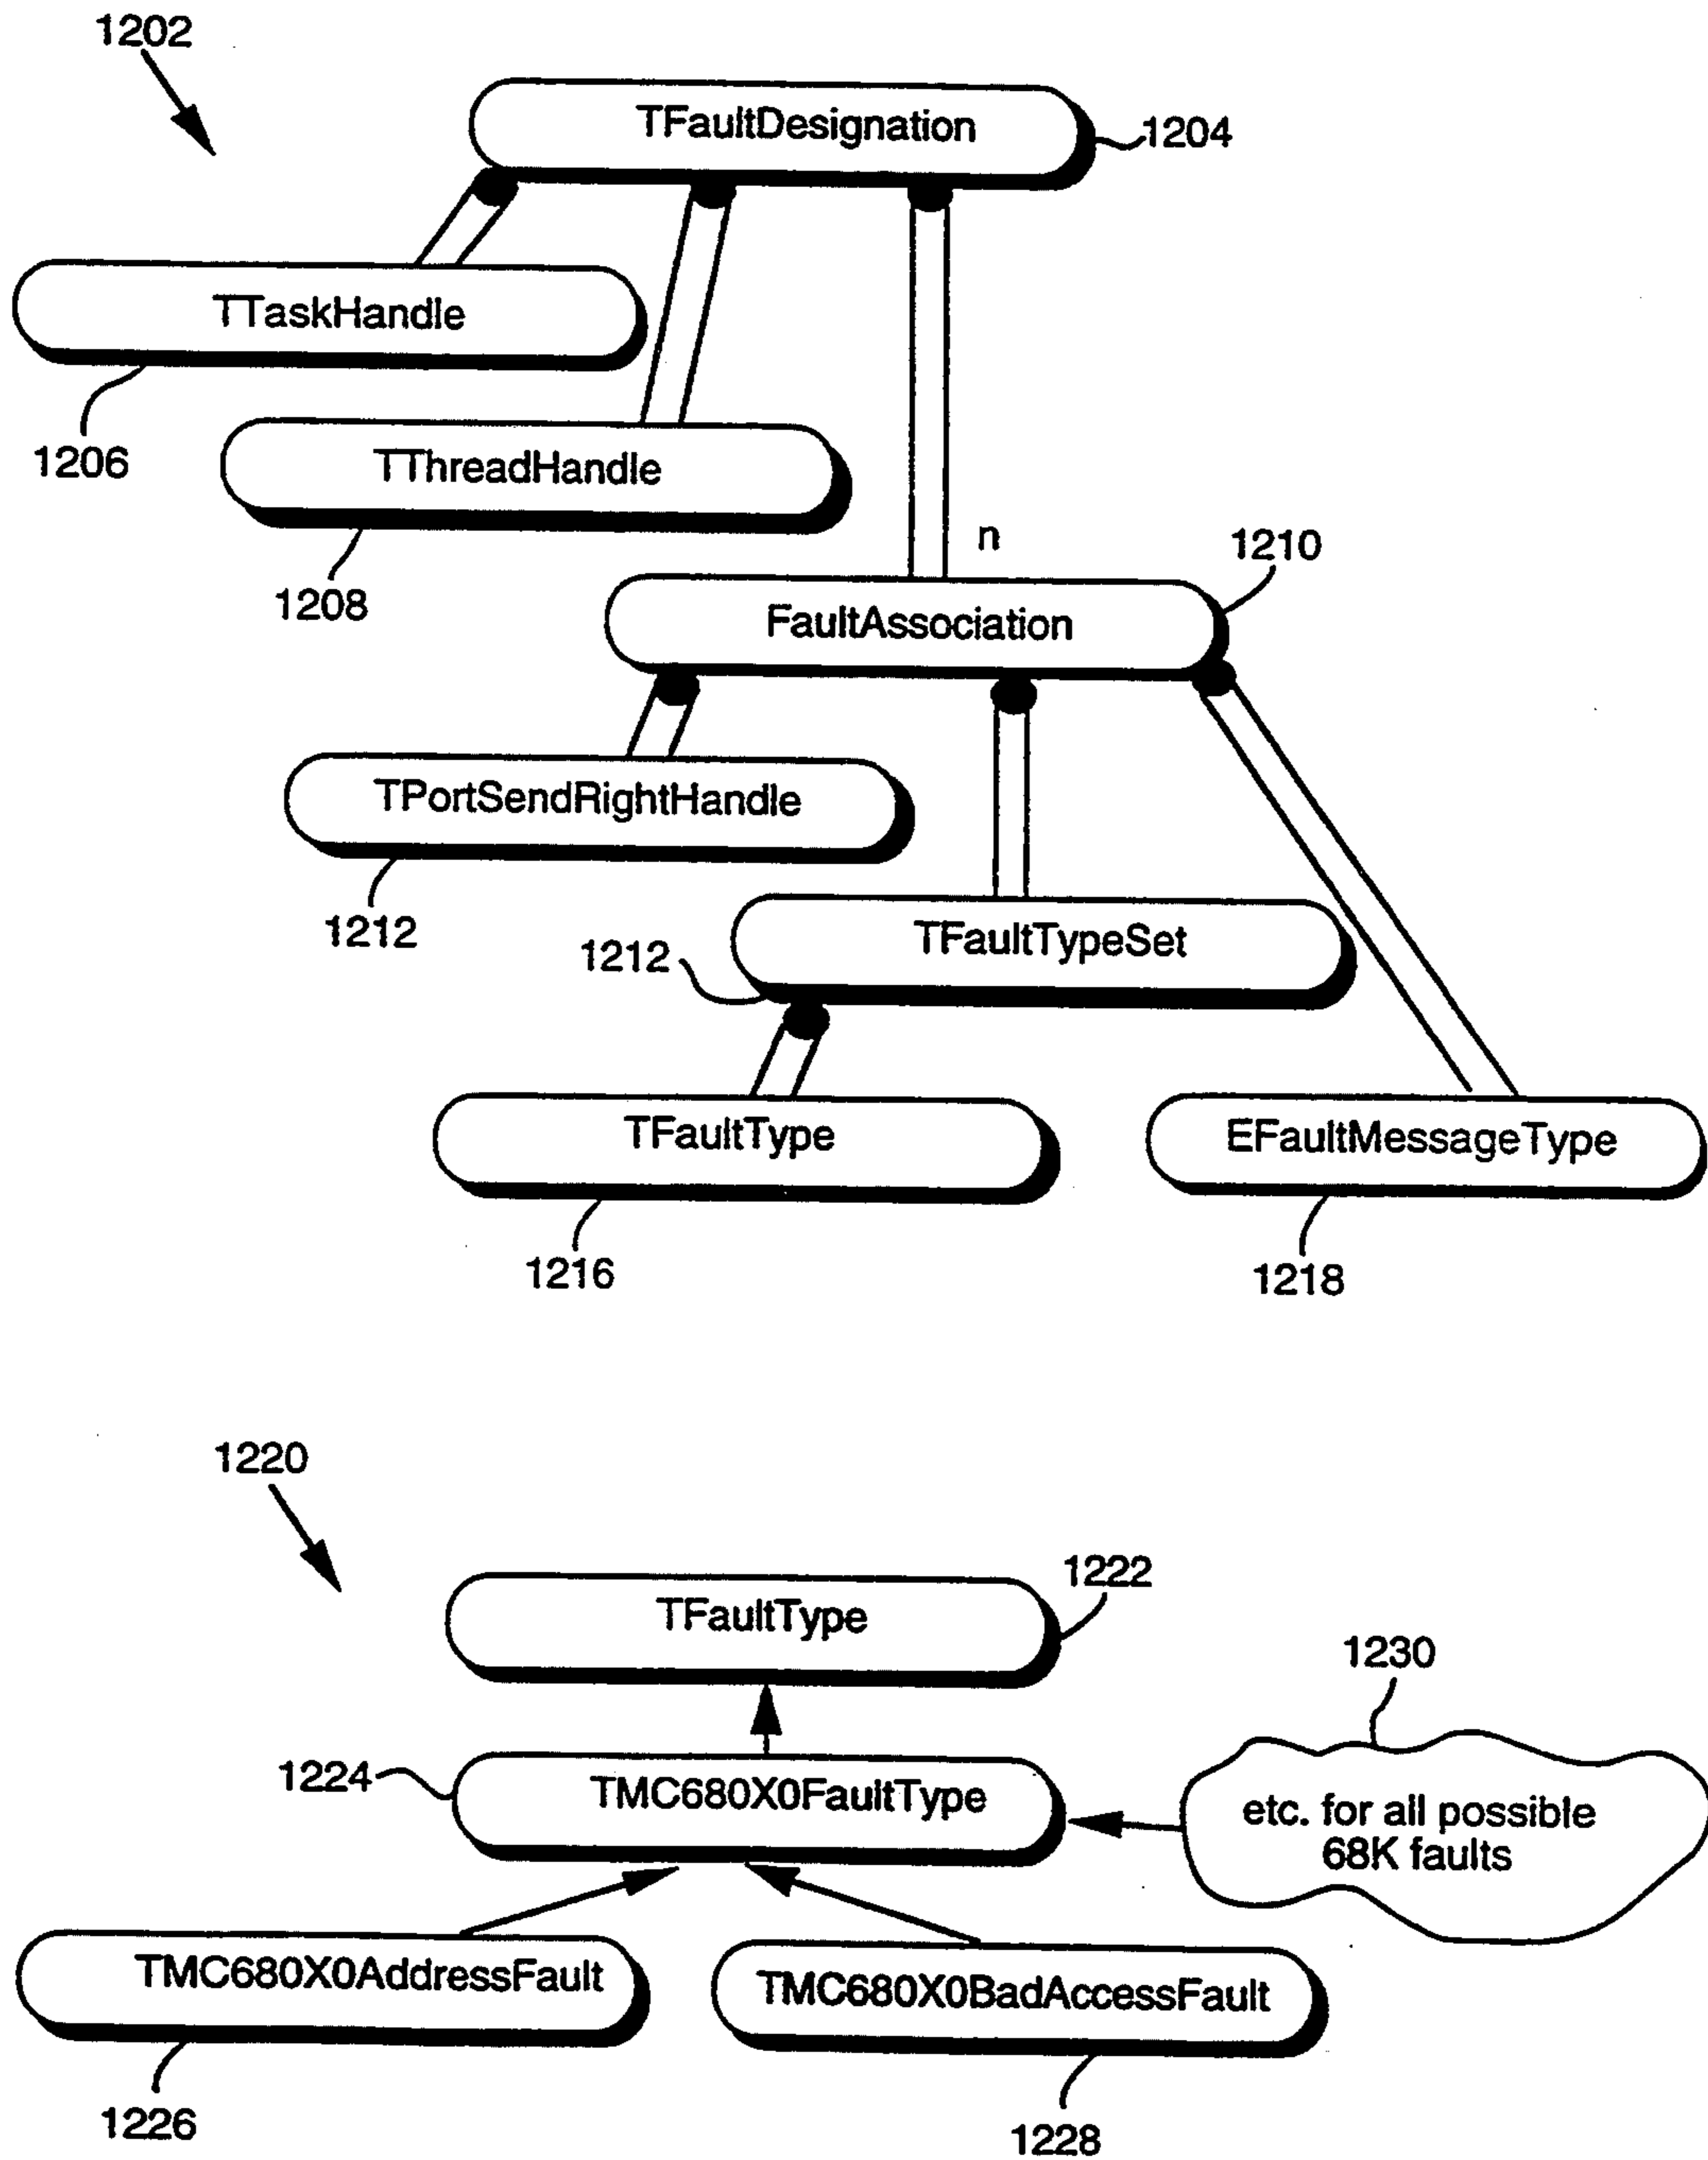 1202
TFaultDesignation
1204
TTaskHandle
1206
TThreadHandle
1208
n
1210
FaultAssociation
TPortSendRightHandle
1212
TFaultTypeSet
1212
TFaultType
EFaultMessageType
1216
1218
1220
1222
TFaultType
1230
1224
TMC680X0FaultType
etc. for all possible
68K faults
TMC680X0AddressFault
TMC680X0BadAccessFault
1226
1228